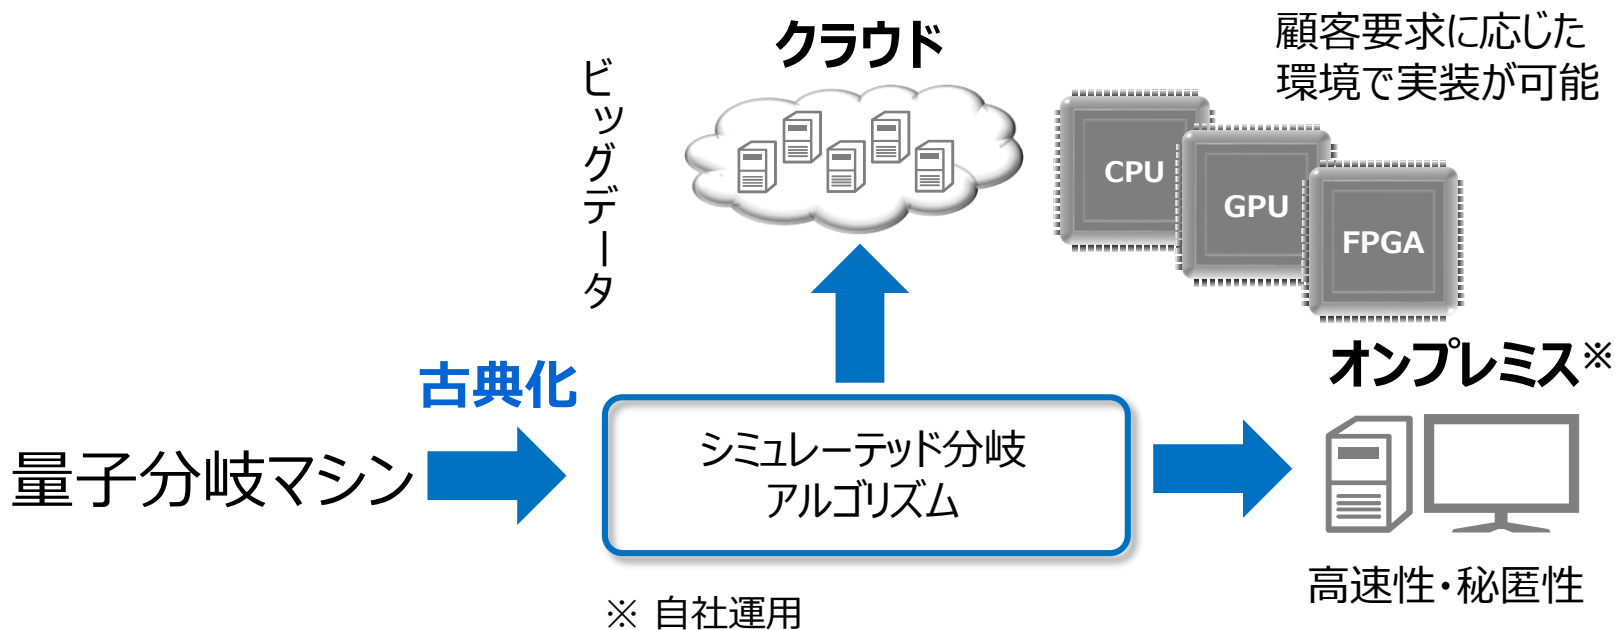 クラウド
顧客要求に応じた
環境で実装が可能
ビッグデータ
CPU
GPU
FPGA
オンプレミス※
古典化
量子分岐マシン
シミュレーテッド分岐
アルゴリズム
高速性・秘匿性
※ 自社運用